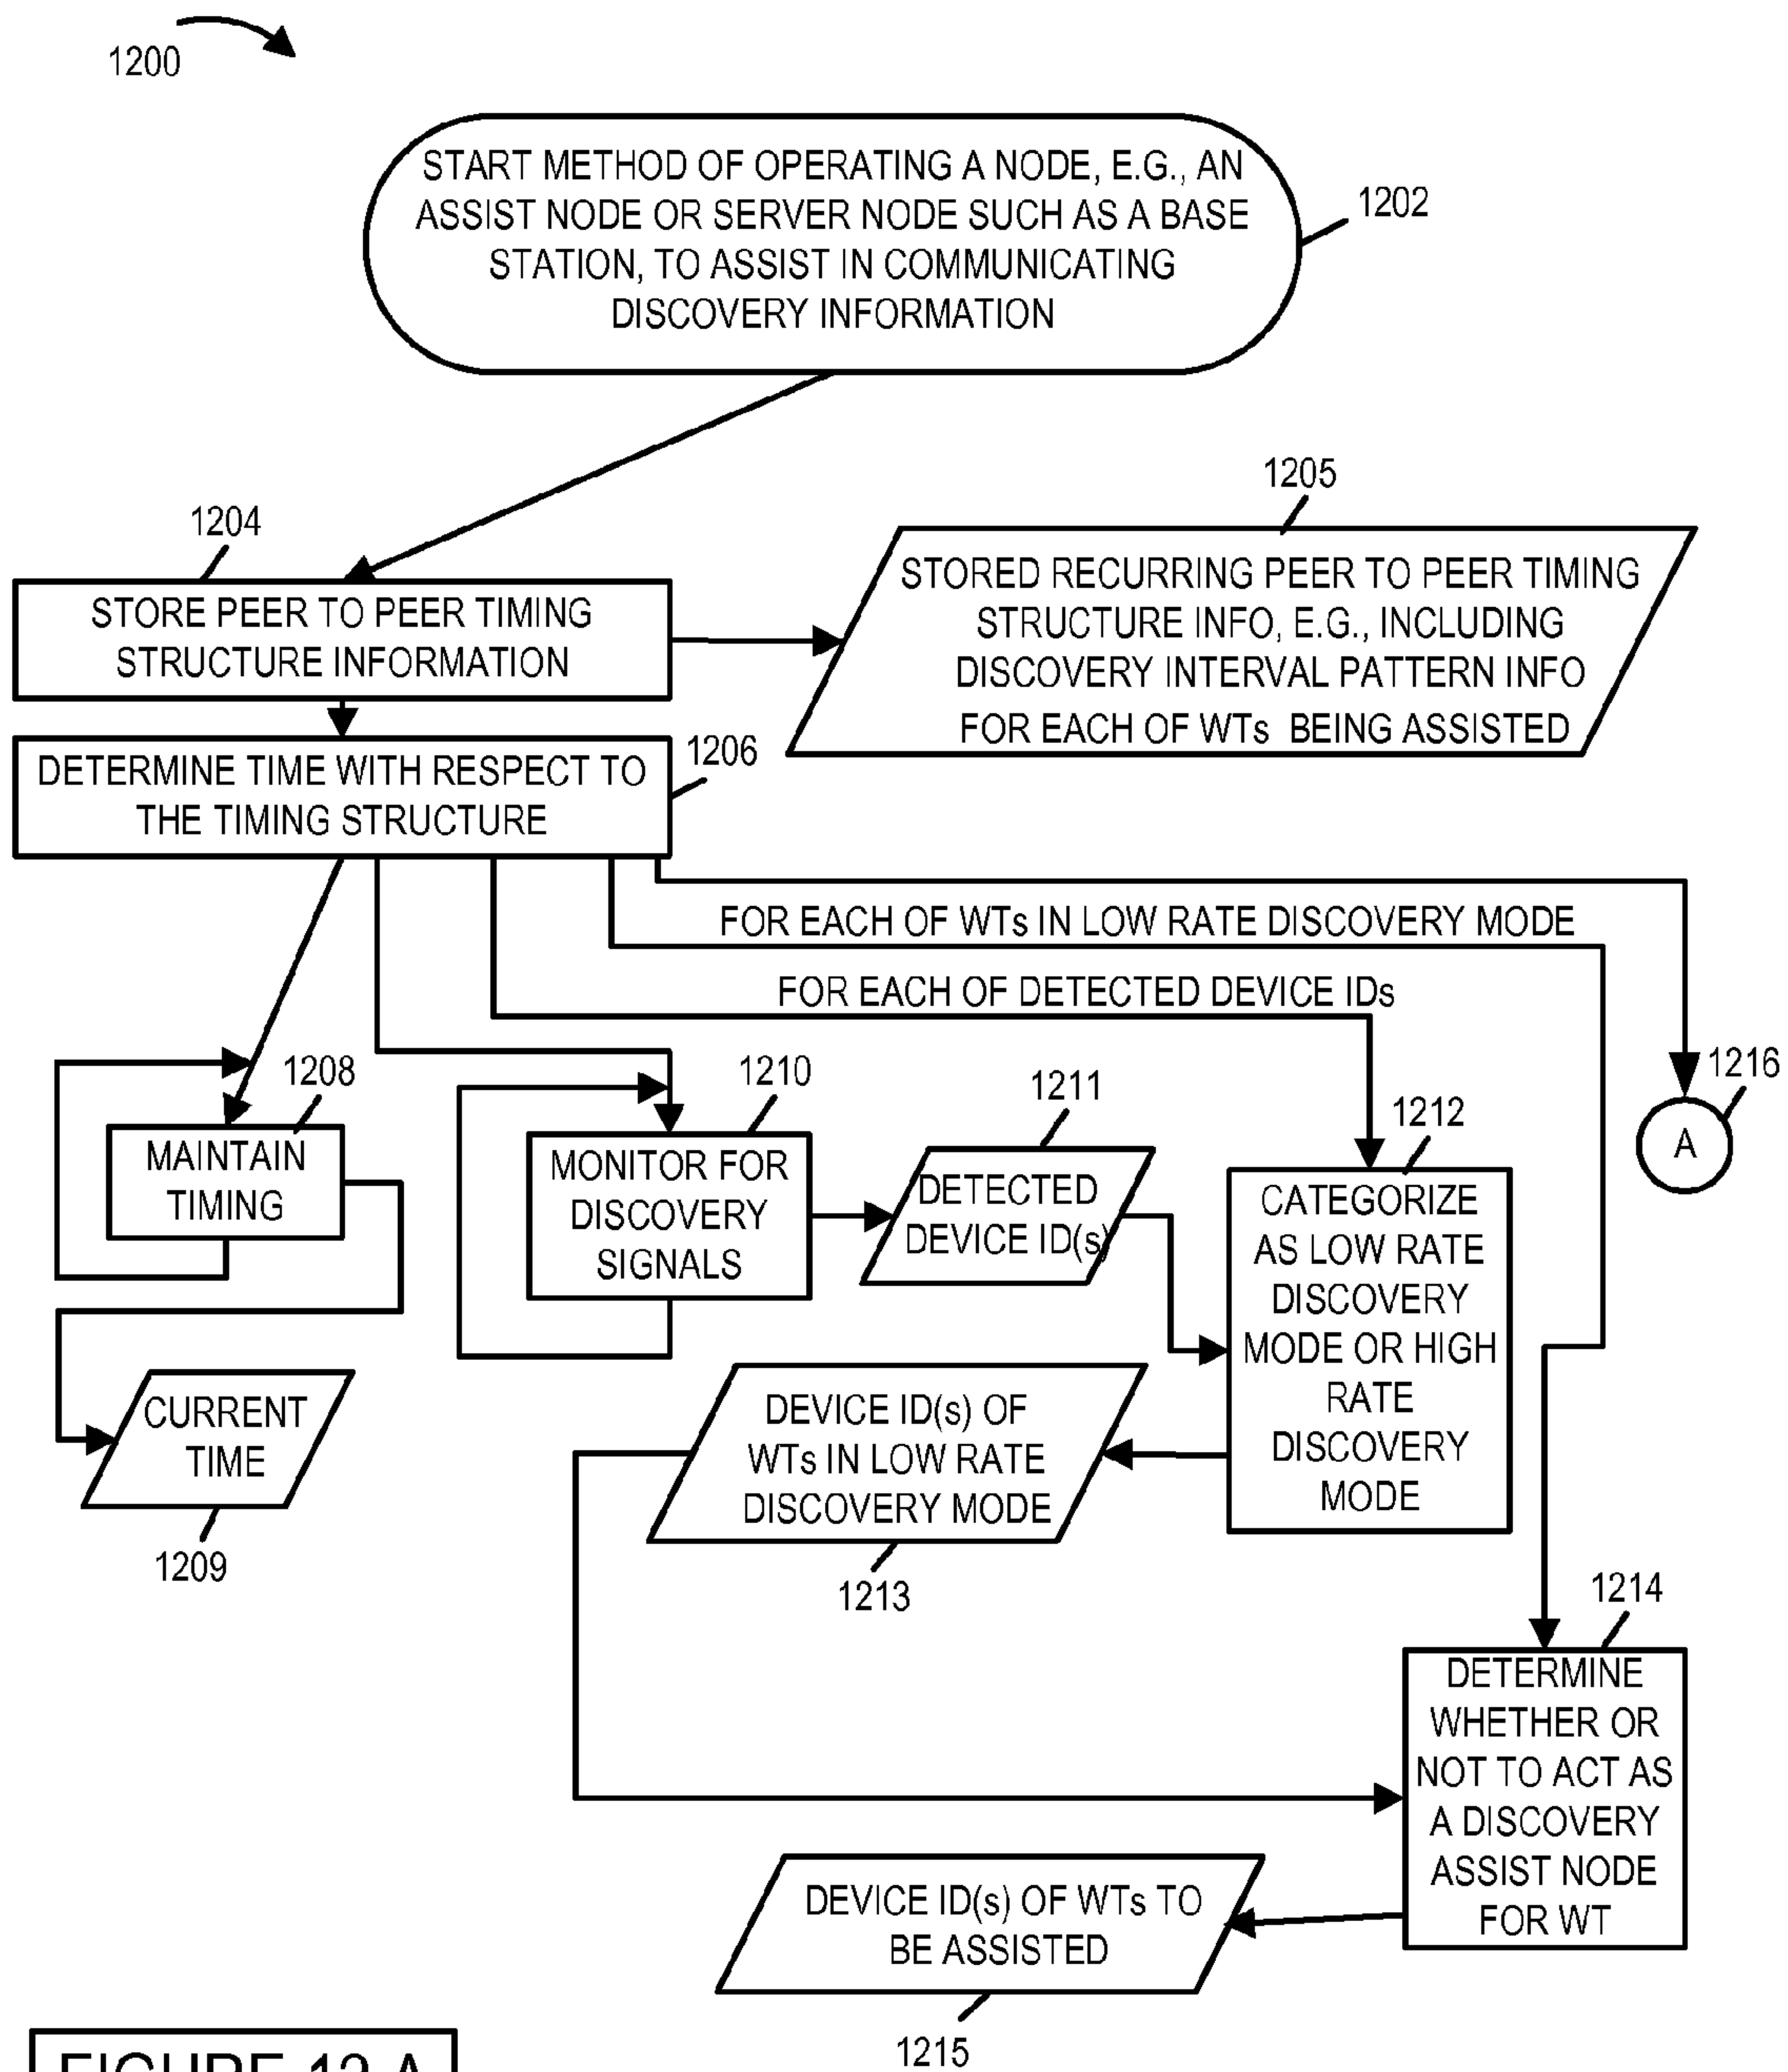 1200
START METHOD OF OPERATING A NODE, E.G., AN
ASSIST NODE OR SERVER NODE SUCH AS A BASE
STATION, TO ASSIST IN COMMUNICATING
DISCOVERY INFORMATION
1202
1204
STORE PEER TO PEER TIMING
STRUCTURE INFORMATION
1205
STORED RECURRING PEER TO PEER TIMING
STRUCTURE INFO, E.G., INCLUDING
DISCOVERY INTERVAL PATTERN INFO
FOR EACH OF WTs BEING ASSISTED
1206
DETERMINE TIME WITH RESPECT TO
THE TIMING STRUCTURE
FOR EACH OF WTs IN LOW RATE DISCOVERY MODE
FOR EACH OF DETECTED DEVICE IDs
1208
MAINTAIN
TIMING
CURRENT
TIME
1209
1210
MONITOR FOR
DISCOVERY
SIGNALS
1211
DETECTED
DEVICE ID(s)
1212
CATEGORIZE
AS LOW RATE
DISCOVERY
MODE OR HIGH
RATE
DISCOVERY
MODE
1216
A
DEVICE ID(s) OF
WTs IN LOW RATE
DISCOVERY MODE
1213
1214
DETERMINE
WHETHER OR
NOT TO ACT AS
A DISCOVERY
ASSIST NODE
FOR WT
DEVICE ID(s) OF WTs TO
BE ASSISTED
1215
FIGURE 12 A